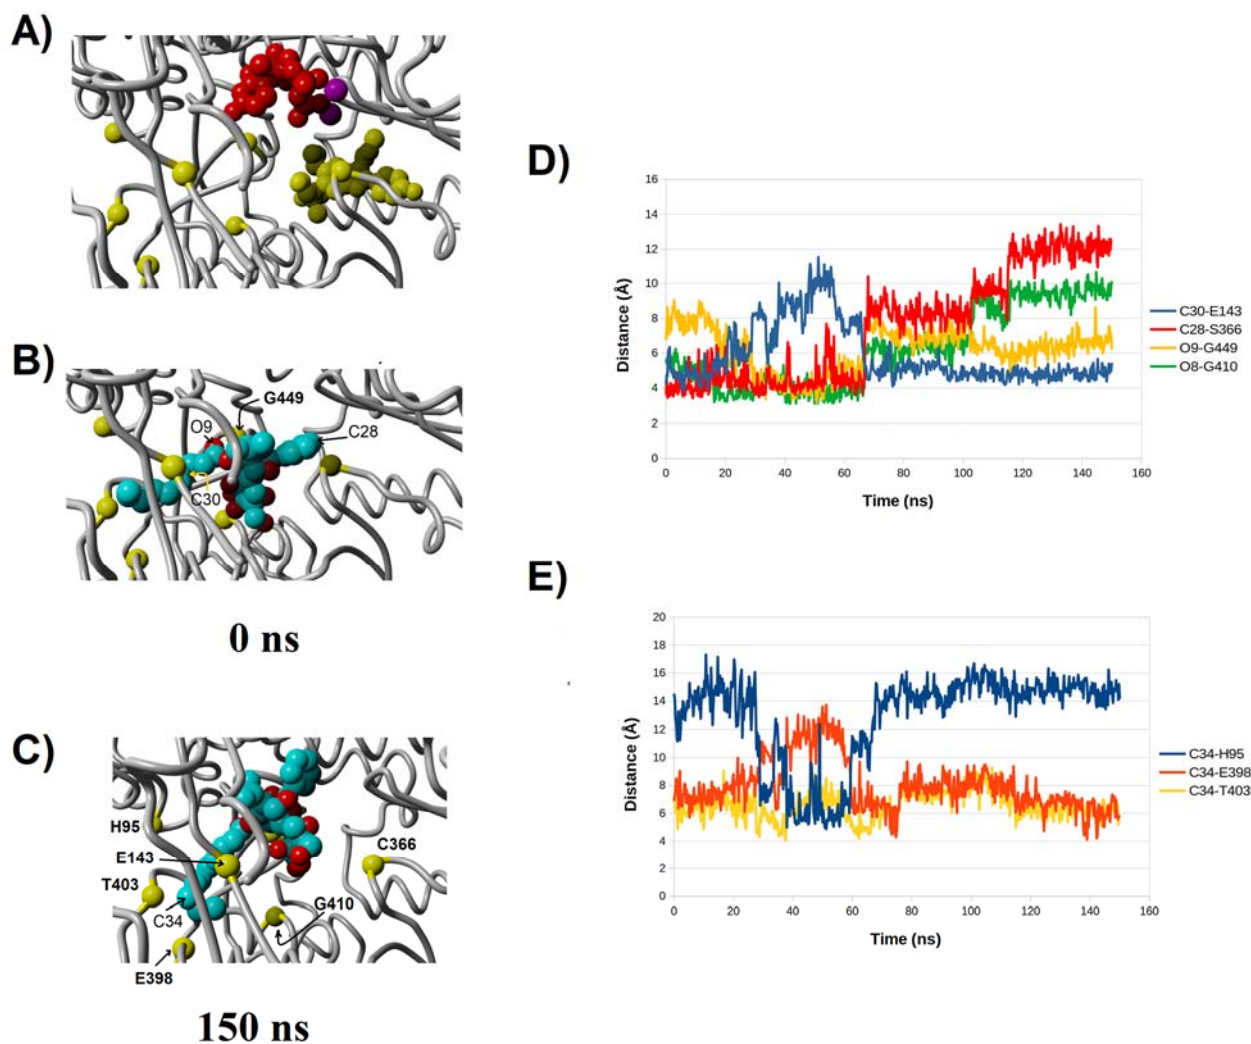 A)
B)
G449
O9
C28
C30
0 ns
C)
H95
E143
C366
T403
G410
C34
E398
150 ns
D)
16
14
12
10
8
6
4
2
0
Distance (Å)
0 20 40 60 80 100 120 140 160
Time (ns)
C30-E143
C28-S366
O9-G449
O8-G410
E)
20
18
16
14
12
10
8
6
4
2
0
Distance (Å)
0 20 40 60 80 100 120 140 160
Time (ns)
C34-H95
C34-E398
C34-T403